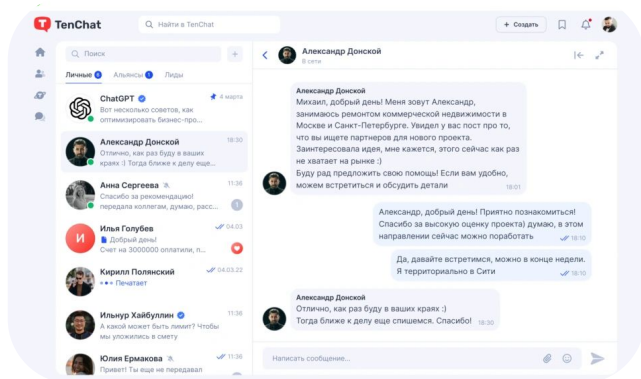 TenChat
Найти в TenChat
+ Создать
Поиск
+
Личные 6 Альянсы 1 Лиды
ChatGPT 4 марта
Вот несколько советов, как
оптимизировать бизнес-про...
Александр Донской 18:30
Отлично, как раз буду в ваших
краях :) Тогда ближе к делу еще...
Анна Сергеева 11:36
Спасибо за рекомендацию!
передала коллегам, думаю, расс... 1
Илья Голубев 04.03
И
Добрый день!
Счет на 3000000 оплатили, п...
Кирилл Полянский 04.03.22
Печатает
Ильнур Хайбуллин 11:36
А какой может быть лимит? Чтобы
мы уложились в смету
Юлия Ермакова 11:36
Привет! Ты еще не передавал
Александр Донской
В сети
Александр Донской
Михаил, добрый день! Меня зовут Александр,
занимаюсь ремонтом коммерческой недвижимости в
Москве и Санкт-Петербурге. Увидел у вас пост про то,
что вы ищете партнеров для нового проекта.
Заинтересовала идея, мне кажется, этого сейчас как раз
не хватает на рынке :)
Буду рад предложить свою помощь! Если вам удобно,
можем встретиться и обсудить детали 18:01
Александр, добрый день! Приятно познакомиться!
Спасибо за высокую оценку проекта) думаю, в этом
направлении сейчас можно поработать 18:10
Да, давайте встретимся, можно в конце недели.
Я территориально в Сити 18:10
Александр Донской
Отлично, как раз буду в ваших краях :)
Тогда ближе к делу еще спишемся. Спасибо! 18:30
Написать сообщение...